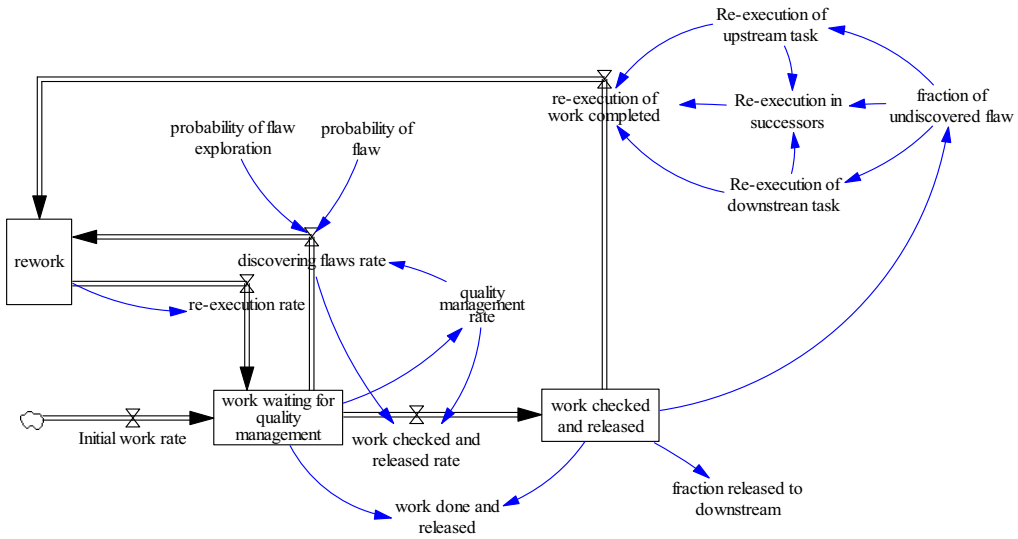 Re-execution of
upstream task
re-execution of
work completed
Re-execution in
successors
fraction of
undiscovered flaw
probability of flaw
exploration
probability of
flaw
Re-execution of
downstrean task
rework
discovering flaws rate
re-execution rate
quality
management
rate
work waiting for
quality
management
work checked
and released
Initial work rate
work checked and
released rate
fraction released to
downstream
work done and
released